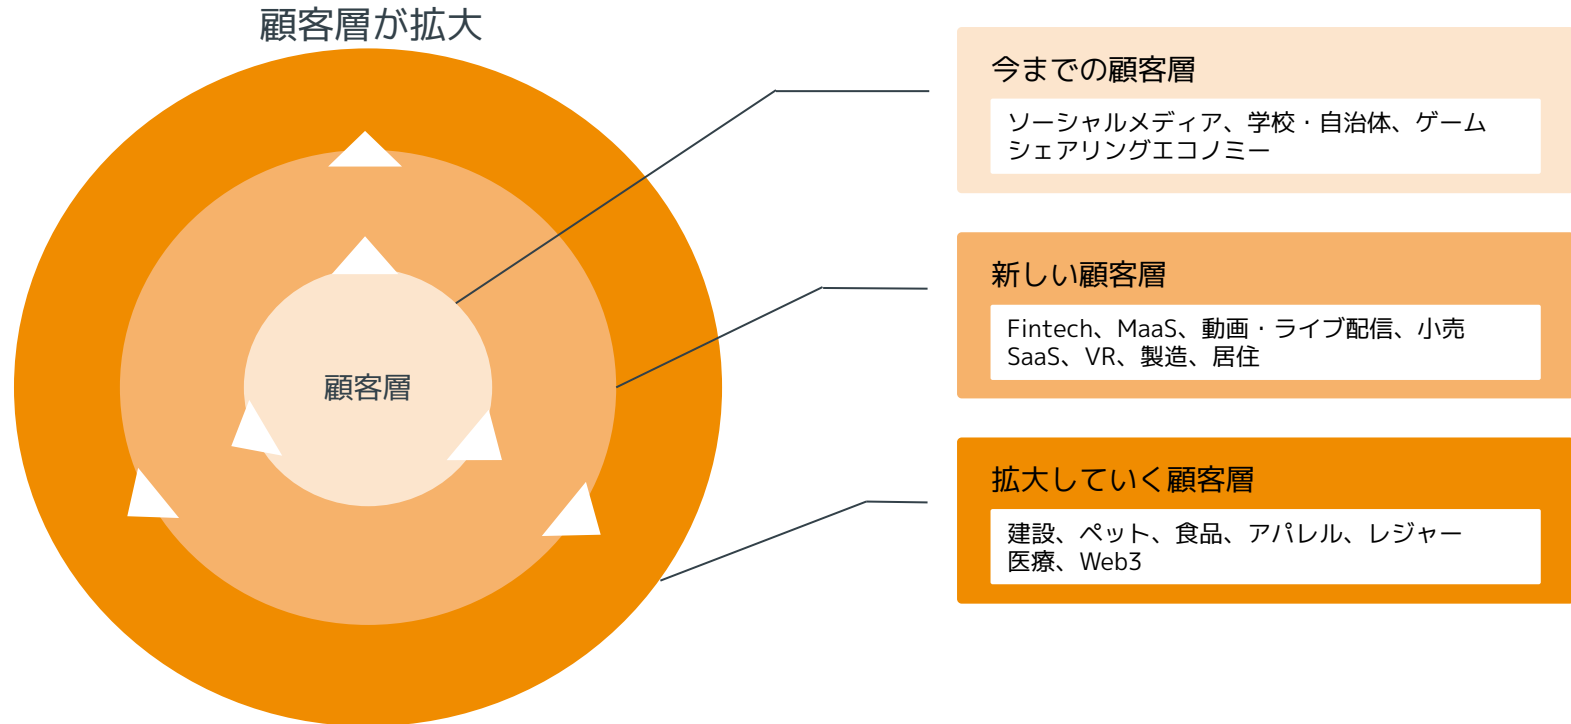 顧客層が拡大
顧客層
今までの顧客層
ソーシャルメディア、学校・自治体、ゲーム
シェアリングエコノミー
新しい顧客層
Fintech、MaaS、動画・ライブ配信、小売
SaaS、VR、製造、居住
拡大していく顧客層
建設、ペット、食品、アパレル、レジャー
医療、Web3